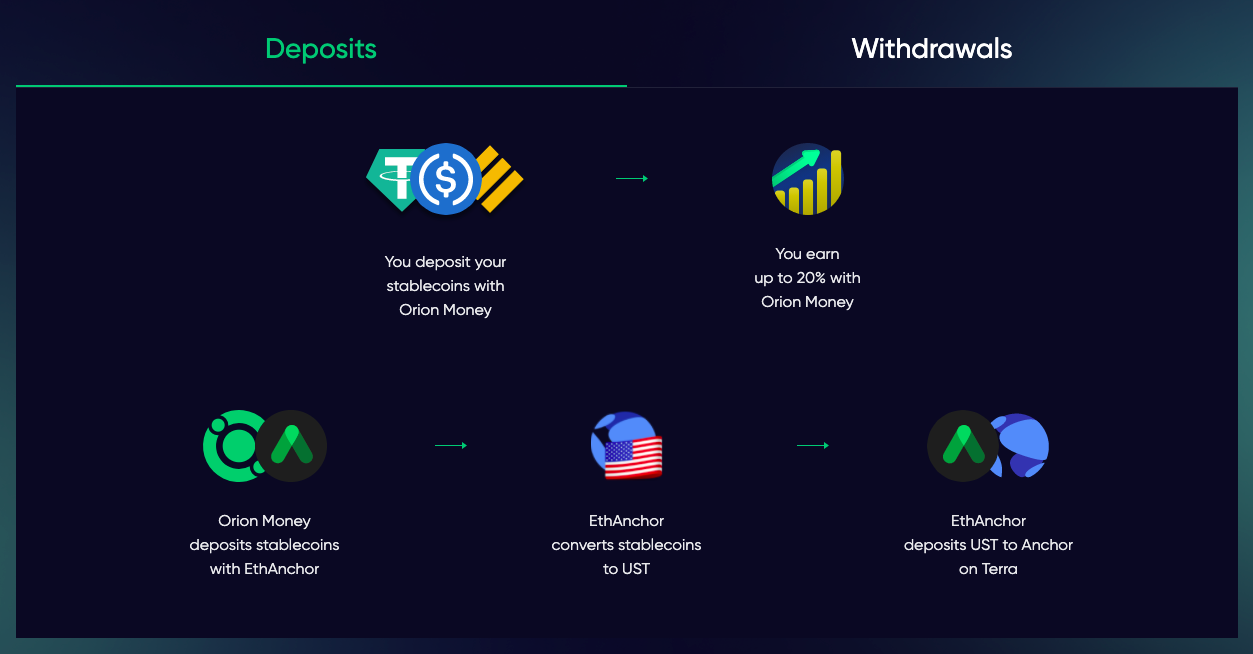 Deposits
Withdrawals
You deposit your
stablecoins with
Orion Money
You earn
up to 20% with
Orion Money
Orion Money
deposits stablecoins
with EthAnchor
EthAnchor
converts stablecoins
to UST
EthAnchor
deposits UST to Anchor
on Terra